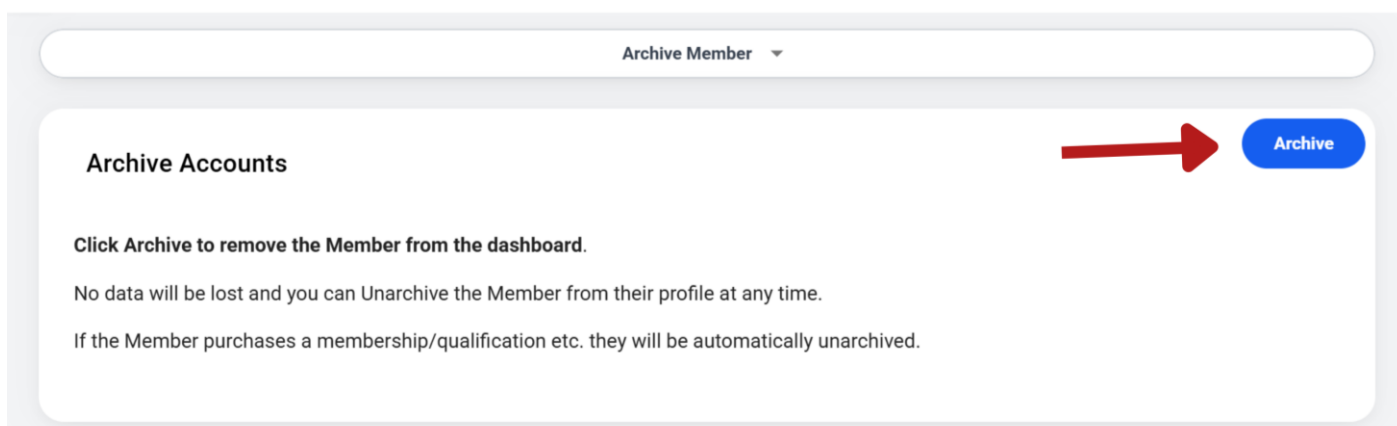 Archive Member
Archive
Archive Accounts
Click Archive to remove the Member from the dashboard.
No data will be lost and you can Unarchive the Member from their profile at any time.
If the Member purchases a membership/qualification etc. they will be automatically unarchived.